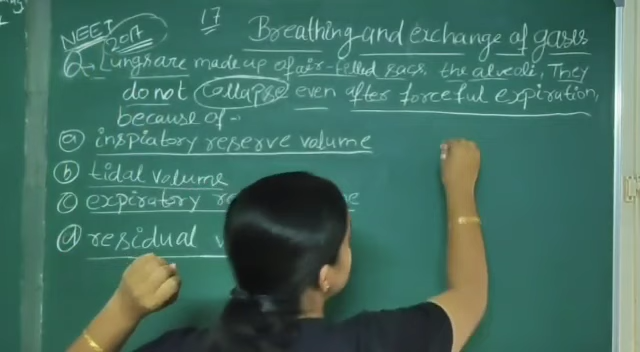 17 Breathing and exchange of gases
NEET
2017
Q- Lungs are made up of air-filled sacs, the alveoli, They
do not collapse even after forceful expiration,
because of:-
(a) inspiatory reserve volume
(b) tidal volume
(c) expiratory
(d) residual